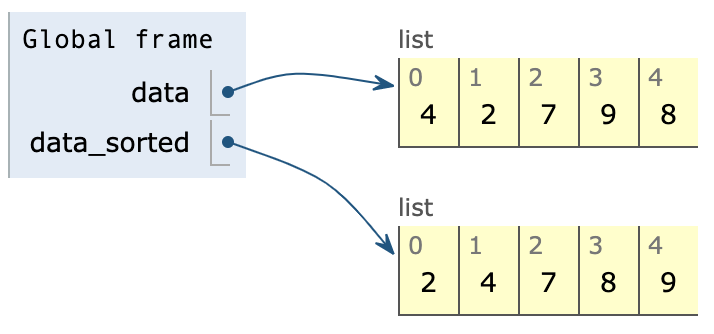 Global frame
data
data_sorted
list
0 1 2 3 4
4 2 7 9 8
list
0 1 2 3 4
2 4 7 8 9